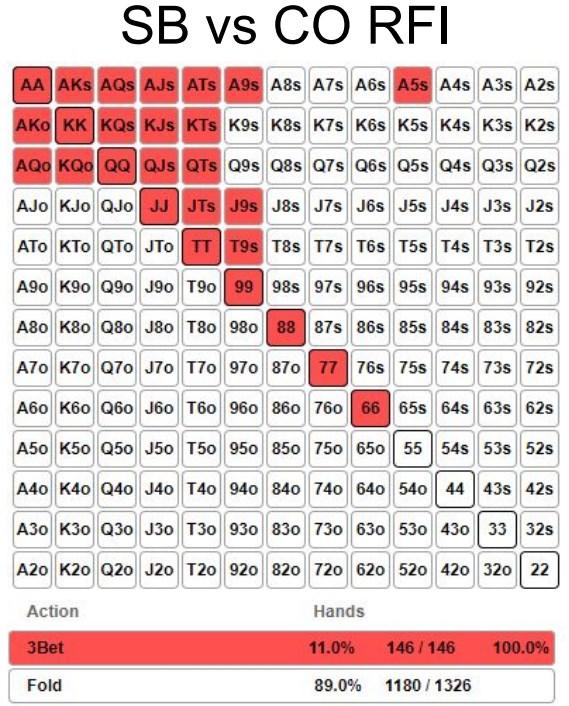 SB vs CO RFI
AA AKs AQs AJs ATs A9s A8s A7s A6s A5s A4s A3s A2s
AKo KK KQs KJs KTs K9s K8s K7s K6s K5s K4s K3s K2s
AQo KQo QQ QJs QTs Q9s Q8s Q7s Q6s Q5s Q4s Q3s Q2s
AJo KJo QJo JJ JTs J9s J8s J7s J6s J5s J4s J3s J2s
ATo KTo QTo JTo TT T9s T8s T7s T6s T5s T4s T3s T2s
A9o K9o Q9o J9o T9o 99 98s 97s 96s 95s 94s 93s 92s
A8o K8o Q8o J8o T8o 98o 88 87s 86s 85s 84s 83s 82s
A7o K7o Q7o J7o T7o 97o 87o 77 76s 75s 74s 73s 72s
A6o K6o Q6o J6o T6o 96o 86o 76o 66 65s 64s 63s 62s
A5o K5o Q5o J5o T5o 95o 85o 75o 65o 55 54s 53s 52s
A4o K4o Q4o J4o T4o 94o 84o 74o 64o 54o 44 43s 42s
A3o K3o Q3o J3o T3o 93o 83o 73o 63o 53o 43o 33 32s
A2o K2o Q2o J2o T2o 92o 82o 72o 62o 52o 42o 32o 22
Action Hands
3Bet 11.0% 146 / 146 100.0%
Fold 89.0% 1180 / 1326